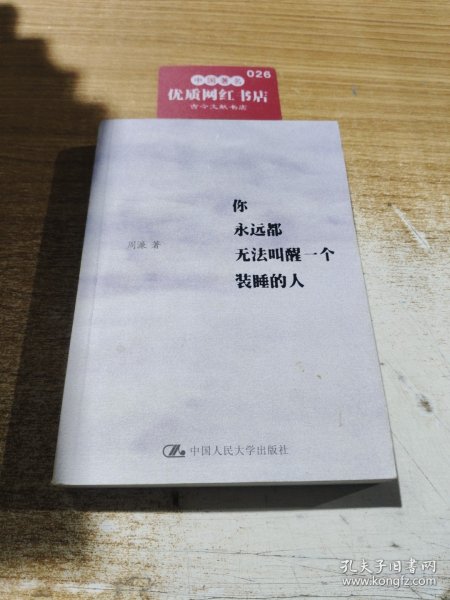 中国著名
026
优质网红书店
古今文献书店
你
永远都
无法叫醒一个
装睡的人
周濂 著
中国人民大学出版社
孔夫子旧书网
www.kongfz.com